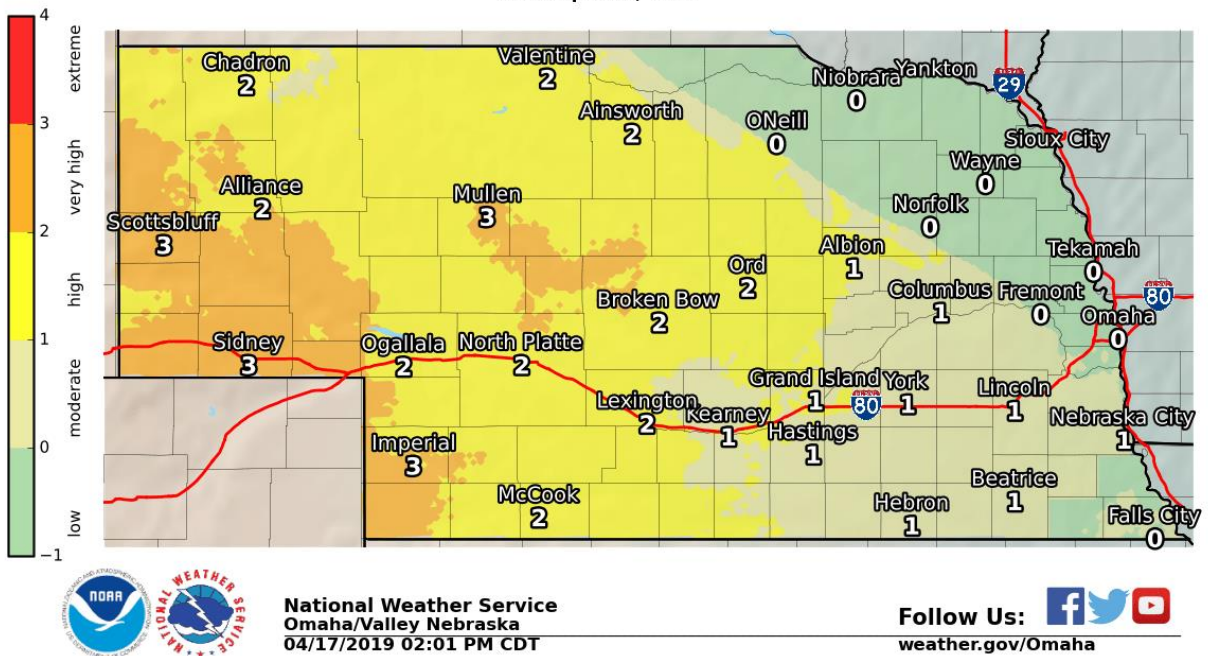 4
3
2
1
0
−1
extreme
very high
high
moderate
low
Chadron
2
Valentine
2
Ainsworth
2
ONeill
0
Niobrara
0
Yankton
29
Sioux City
Wayne
0
Alliance
2
Mullen
3
Scottsbluff
3
Norfolk
0
Albion
1
Tekamah
0
Ord
2
Columbus
1
Fremont
0
80
Broken Bow
2
Omaha
0
Sidney
3
Ogallala
2
North Platte
2
Lexington
2
Kearney
1
Grand Island
1
80
York
1
Lincoln
1
Hastings
1
Nebraska City
1
Imperial
3
McCook
2
Hebron
1
Beatrice
1
Falls City
0
NOAA
NATIONAL WEATHER SERVICE
National Weather Service
Omaha/Valley Nebraska
04/17/2019 02:01 PM CDT
Follow Us:
weather.gov/Omaha